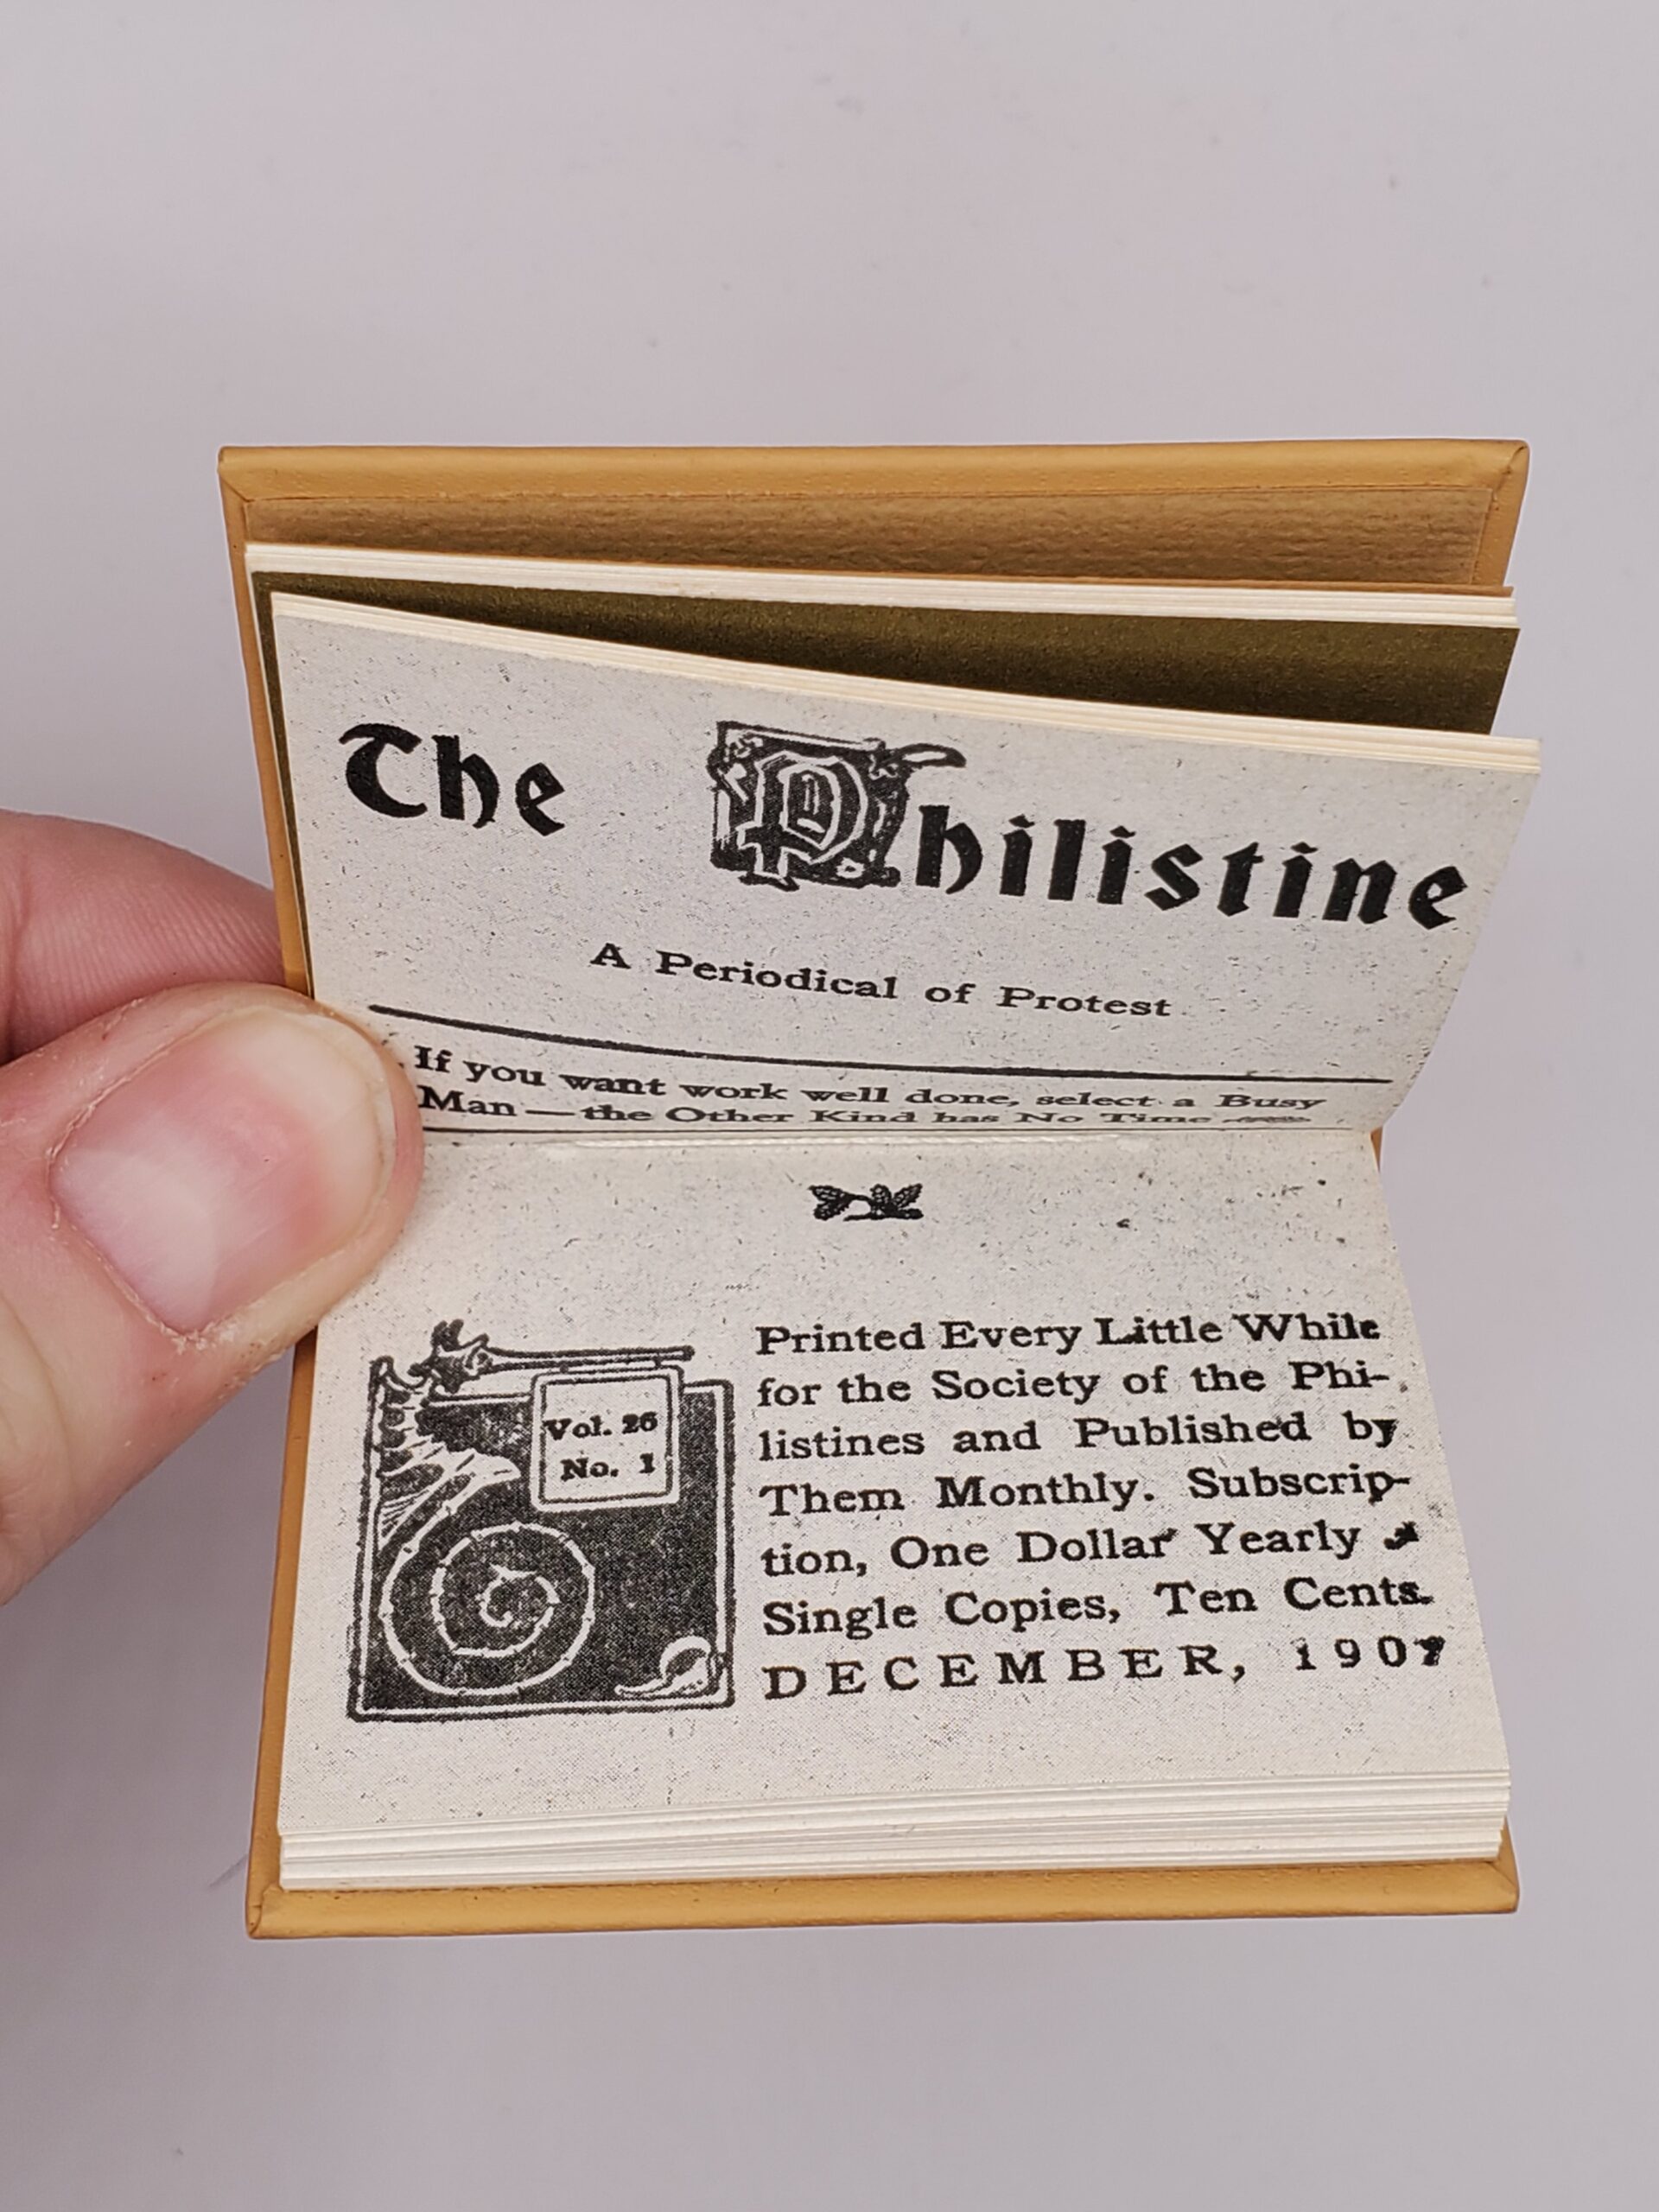 The Philistine
A Periodical of Protest
If you want work well done, select a Busy
Man — the Other Kind has No Time
Vol. 26
No. 1
Printed Every Little While
for the Society of the Phi-
listines and Published by
Them Monthly. Subscrip-
tion, One Dollar Yearly
Single Copies, Ten Cents.
DECEMBER, 1907